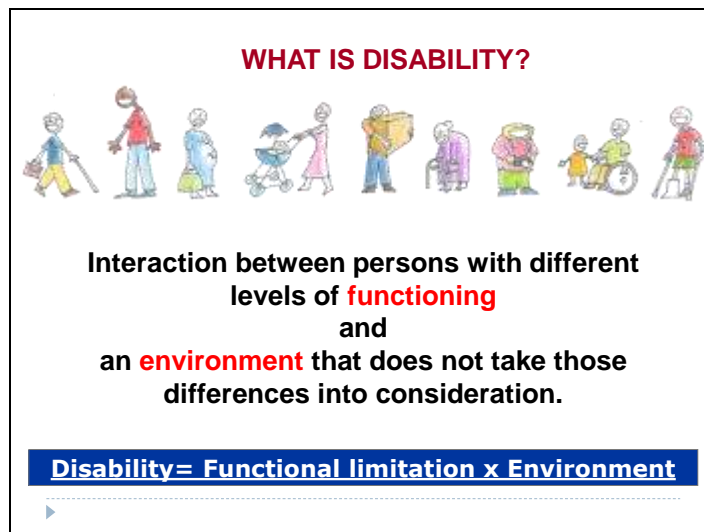 WHAT IS DISABILITY?
Interaction between persons with different
levels of functioning
and
an environment that does not take those
differences into consideration.
Disability= Functional limitation x Environment